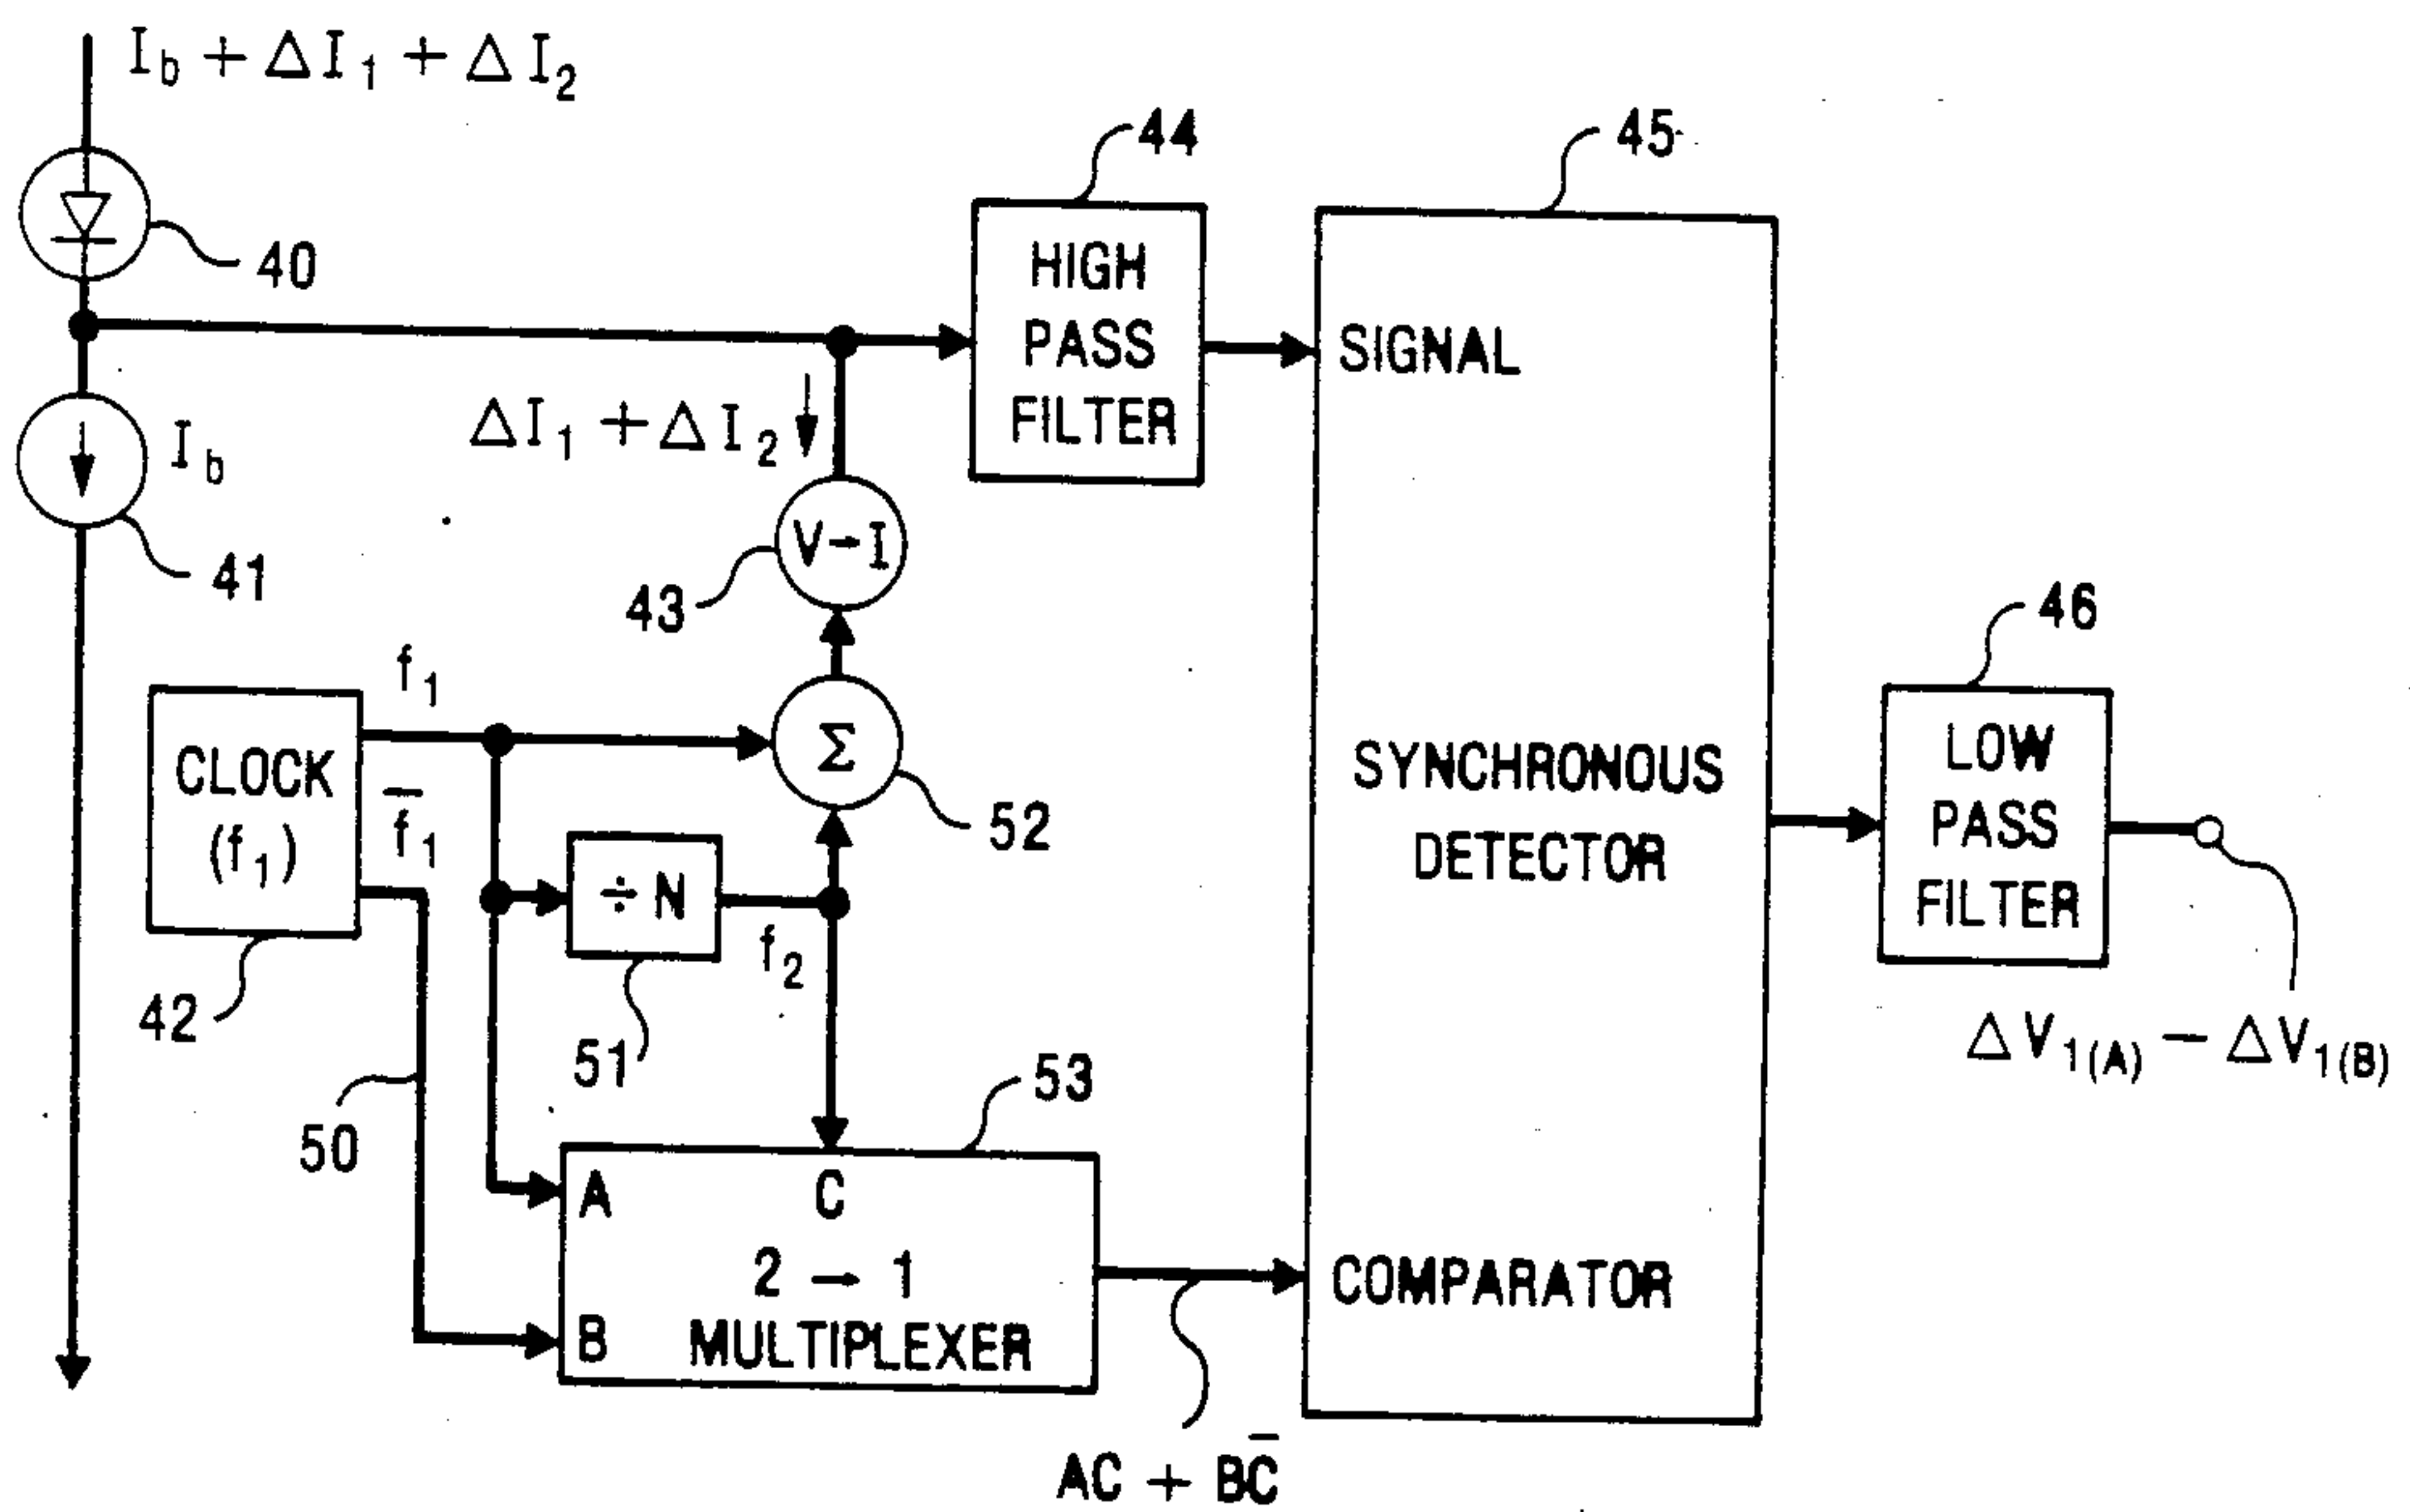 I_b + ΔI_1 + ΔI_2
40
I_b
41
ΔI_1 + ΔI_2
V→I
43
44
HIGH
PASS
FILTER
45
SIGNAL
SYNCHRONOUS
DETECTOR
COMPARATOR
46
LOW
PASS
FILTER
ΔV_1(A) − ΔV_1(B)
CLOCK
(f_1)
42
f_1
f̅_1
Σ
52
÷ N
51
f_2
50
53
A
C
2 → 1
B
MULTIPLEXER
AC + BC̅